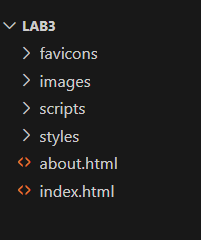 LAB3
favicons
images
scripts
styles
about.html
index.html